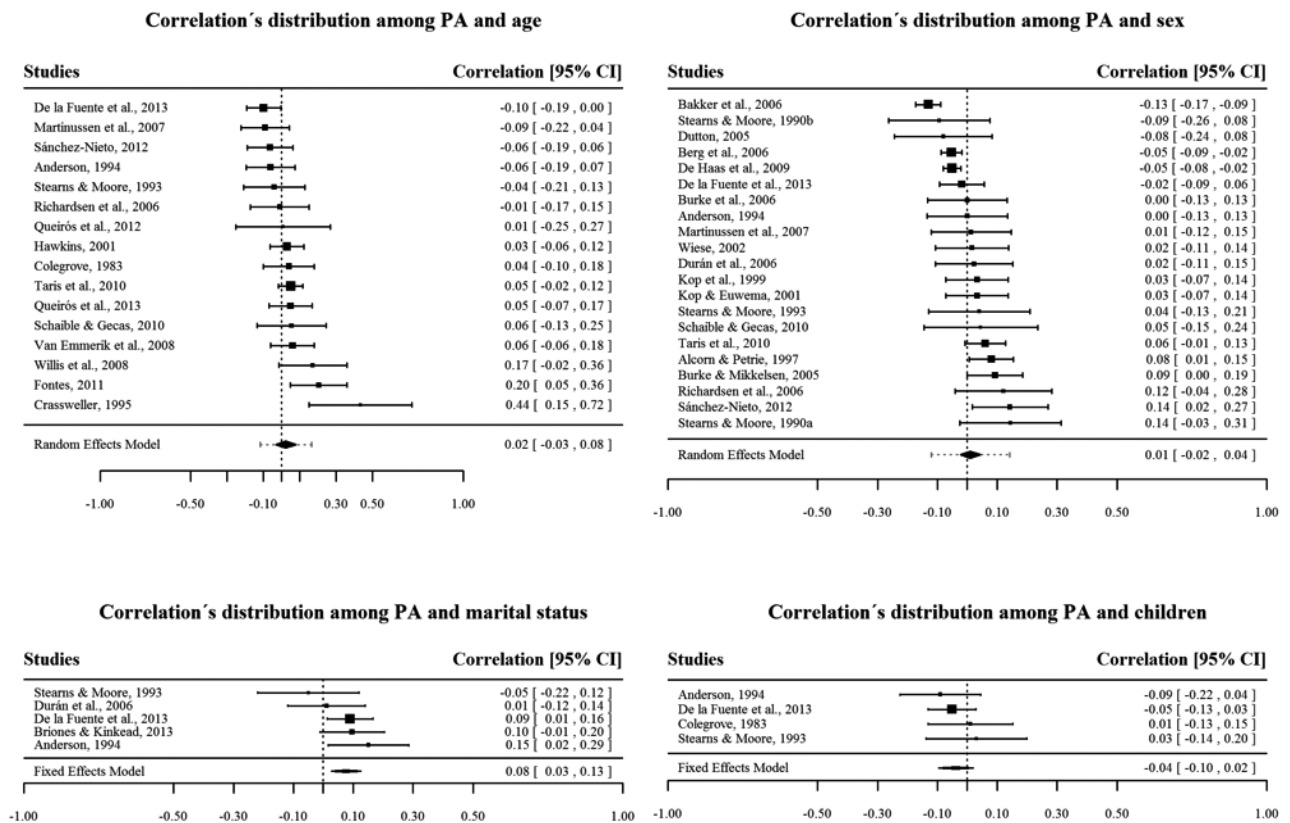 Correlation´s distribution among PA and age
Studies Correlation [95% CI]
De la Fuente et al., 2013 -0.10 [ -0.19 , 0.00 ]
Martinussen et al., 2007 -0.09 [ -0.22 , 0.04 ]
Sánchez-Nieto, 2012 -0.06 [ -0.19 , 0.06 ]
Anderson, 1994 -0.06 [ -0.19 , 0.07 ]
Stearns & Moore, 1993 -0.04 [ -0.21 , 0.13 ]
Richardsen et al., 2006 -0.01 [ -0.17 , 0.15 ]
Queirós et al., 2012 0.01 [ -0.25 , 0.27 ]
Hawkins, 2001 0.03 [ -0.06 , 0.12 ]
Colegrove, 1983 0.04 [ -0.10 , 0.18 ]
Taris et al., 2010 0.05 [ -0.02 , 0.12 ]
Queirós et al., 2013 0.05 [ -0.07 , 0.17 ]
Schaible & Gecas, 2010 0.06 [ -0.13 , 0.25 ]
Van Emmerik et al., 2008 0.06 [ -0.06 , 0.18 ]
Willis et al., 2008 0.17 [ -0.02 , 0.36 ]
Fontes, 2011 0.20 [ 0.05 , 0.36 ]
Crassweller, 1995 0.44 [ 0.15 , 0.72 ]
Random Effects Model 0.02 [ -0.03 , 0.08 ]
-1.00 -0.50 -0.10 0.30 0.50 1.00
Correlation´s distribution among PA and sex
Studies Correlation [95% CI]
Bakker et al., 2006 -0.13 [ -0.17 , -0.09 ]
Stearns & Moore, 1990b -0.09 [ -0.26 , 0.08 ]
Dutton, 2005 -0.08 [ -0.24 , 0.08 ]
Berg et al., 2006 -0.05 [ -0.09 , -0.02 ]
De Haas et al., 2009 -0.05 [ -0.08 , -0.02 ]
De la Fuente et al., 2013 -0.02 [ -0.09 , 0.06 ]
Burke et al., 2006 0.00 [ -0.13 , 0.13 ]
Anderson, 1994 0.00 [ -0.13 , 0.13 ]
Martinussen et al., 2007 0.01 [ -0.12 , 0.15 ]
Wiese, 2002 0.02 [ -0.11 , 0.14 ]
Durán et al., 2006 0.02 [ -0.11 , 0.15 ]
Kop et al., 1999 0.03 [ -0.07 , 0.14 ]
Kop & Euwema, 2001 0.03 [ -0.07 , 0.14 ]
Stearns & Moore, 1993 0.04 [ -0.13 , 0.21 ]
Schaible & Gecas, 2010 0.05 [ -0.15 , 0.24 ]
Taris et al., 2010 0.06 [ -0.01 , 0.13 ]
Alcorn & Petrie, 1997 0.08 [ 0.01 , 0.15 ]
Burke & Mikkelsen, 2005 0.09 [ 0.00 , 0.19 ]
Richardsen et al., 2006 0.12 [ -0.04 , 0.28 ]
Sánchez-Nieto, 2012 0.14 [ 0.02 , 0.27 ]
Stearns & Moore, 1990a 0.14 [ -0.03 , 0.31 ]
Random Effects Model 0.01 [ -0.02 , 0.04 ]
-1.00 -0.50 -0.30 -0.10 0.10 0.30 0.50 1.00
Correlation´s distribution among PA and marital status
Studies Correlation [95% CI]
Stearns & Moore, 1993 -0.05 [ -0.22 , 0.12 ]
Durán et al., 2006 0.01 [ -0.12 , 0.14 ]
De la Fuente et al., 2013 0.09 [ 0.01 , 0.16 ]
Briones & Kinkead, 2013 0.10 [ -0.01 , 0.20 ]
Anderson, 1994 0.15 [ 0.02 , 0.29 ]
Fixed Effects Model 0.08 [ 0.03 , 0.13 ]
-1.00 -0.50 -0.30 -0.10 0.10 0.30 0.50 1.00
Correlation´s distribution among PA and children
Studies Correlation [95% CI]
Anderson, 1994 -0.09 [ -0.22 , 0.04 ]
De la Fuente et al., 2013 -0.05 [ -0.13 , 0.03 ]
Colegrove, 1983 0.01 [ -0.13 , 0.15 ]
Stearns & Moore, 1993 0.03 [ -0.14 , 0.20 ]
Fixed Effects Model -0.04 [ -0.10 , 0.02 ]
-1.00 -0.50 -0.30 -0.10 0.10 0.30 0.50 1.00